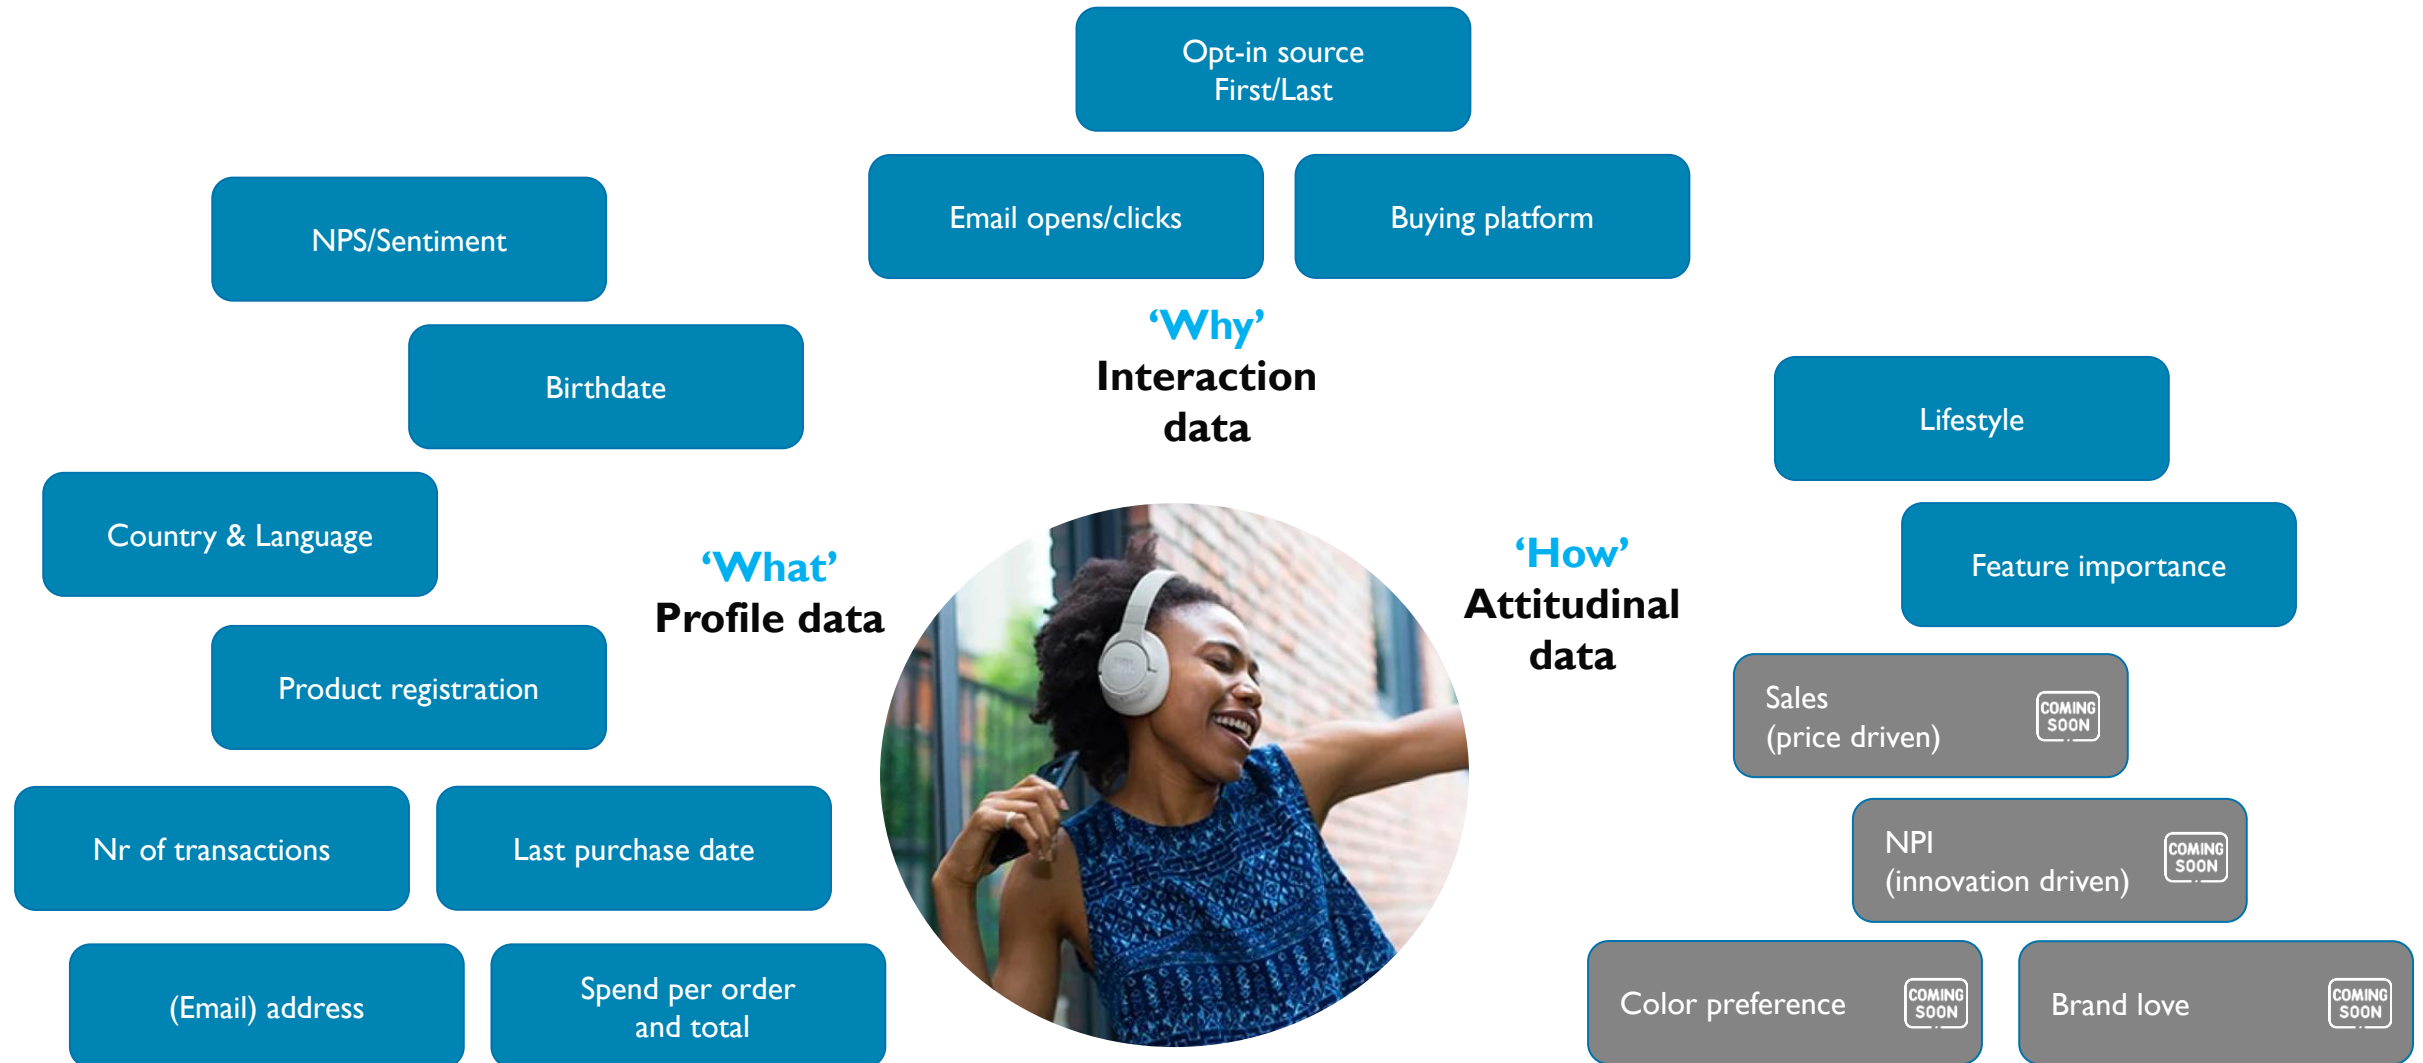 Opt-in source
First/Last
Email opens/clicks
Buying platform
‘Why’
Interaction
data
NPS/Sentiment
Birthdate
Country & Language
Product registration
Nr of transactions
Last purchase date
(Email) address
Spend per order
and total
‘What’
Profile data
‘How’
Attitudinal
data
Lifestyle
Feature importance
Sales
(price driven)
COMING
SOON
NPI
(innovation driven)
COMING
SOON
Color preference
COMING
SOON
Brand love
COMING
SOON
JBL